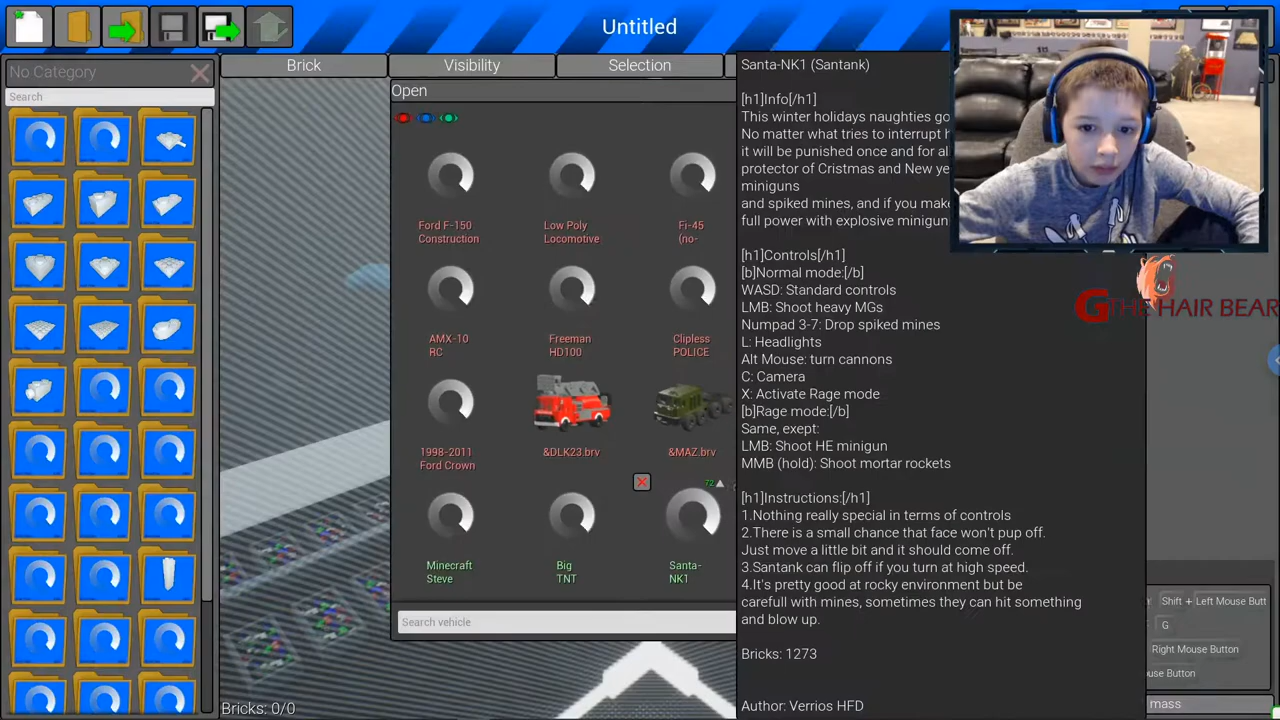 Untitled
No Category
Search
Brick
Visibility
Selection
Open
Ford F-150
Construction
Low Poly
Locomotive
Fi-45
(no-
AMX-10
RC
Freeman
HD100
Clipless
POLICE
1998-2011
Ford Crown
&DLK23.brv
&MAZ.brv
72
Minecraft
Steve
Big
TNT
Santa-
NK1
Search vehicle
Bricks: 0/0
Santa-NK1 (Santank)
[h1]Info[/h1]
This winter holidays naughties go
No matter what tries to interrupt h
it will be punished once and for al
protector of Cristmas and New ye
miniguns
and spiked mines, and if you make
full power with explosive minigun
[h1]Controls[/h1]
[b]Normal mode:[/b]
WASD: Standard controls
LMB: Shoot heavy MGs
Numpad 3-7: Drop spiked mines
L: Headlights
Alt Mouse: turn cannons
C: Camera
X: Activate Rage mode
[b]Rage mode:[/b]
Same, exept:
LMB: Shoot HE minigun
MMB (hold): Shoot mortar rockets
[h1]Instructions:[/h1]
1.Nothing really special in terms of controls
2.There is a small chance that face won't pup off.
Just move a little bit and it should come off.
3.Santank can flip off if you turn at high speed.
4.It's pretty good at rocky environment but be
carefull with mines, sometimes they can hit something
and blow up.
Bricks: 1273
Author: Verrios HFD
GTHE HAIR BEAR
Shift + Left Mouse Butt
G
Right Mouse Button
use Button
mass